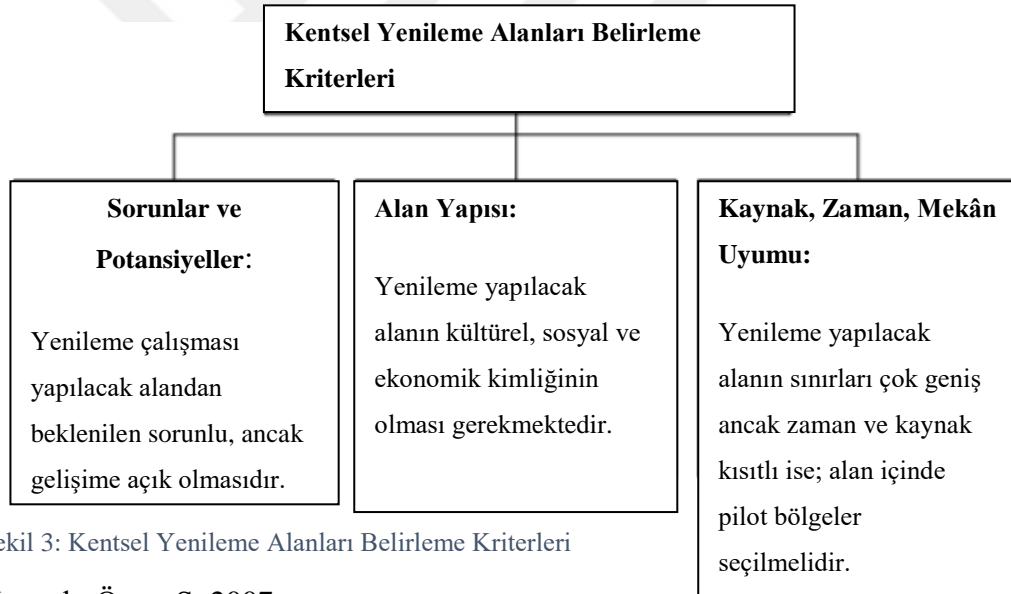 Kentsel Yenileme Alanları Belirleme
Kriterleri
Sorunlar ve
Potansiyeller:
Yenileme çalışması
yapılacak alandan
beklenilen sorunlu, ancak
gelişime açık olmasıdır.
Alan Yapısı:
Yenileme yapılacak
alanın kültürel, sosyal ve
ekonomik kimliğinin
olması gerekmektedir.
Kaynak, Zaman, Mekân
Uyumu:
Yenileme yapılacak
alanın sınırları çok geniş
ancak zaman ve kaynak
kısıtlı ise; alan içinde
pilot bölgeler
seçilmelidir.
ekil 3: Kentsel Yenileme Alanları Belirleme Kriterleri